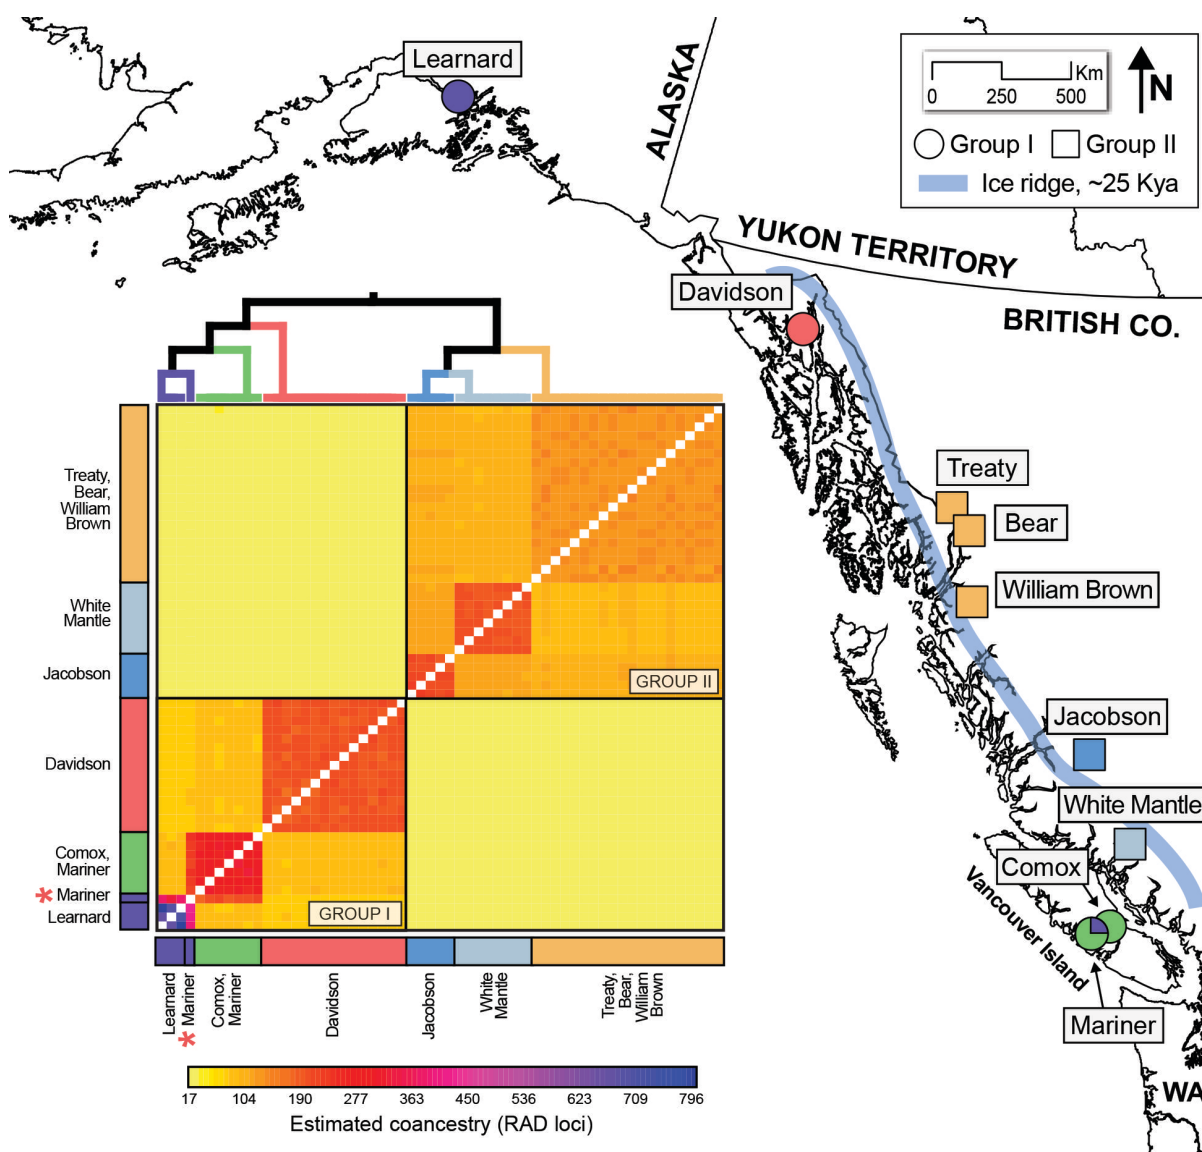 Learnard
ALASKA
Km
0 250 500
N
Group I Group II
Ice ridge, ~25 Kya
YUKON TERRITORY
BRITISH CO.
Davidson
Treaty
Bear
William Brown
Jacobson
White Mantle
Comox
Vancouver Island
Mariner
WA
Treaty,
Bear,
William
Brown
White
Mantle
Jacobson
Davidson
Comox,
Mariner
* Mariner
Learnard
GROUP II
GROUP I
Learnard
* Mariner
Comox,
Mariner
Davidson
Jacobson
White
Mantle
Treaty,
Bear,
William
Brown
17 104 190 277 363 450 536 623 709 796
Estimated coancestry (RAD loci)